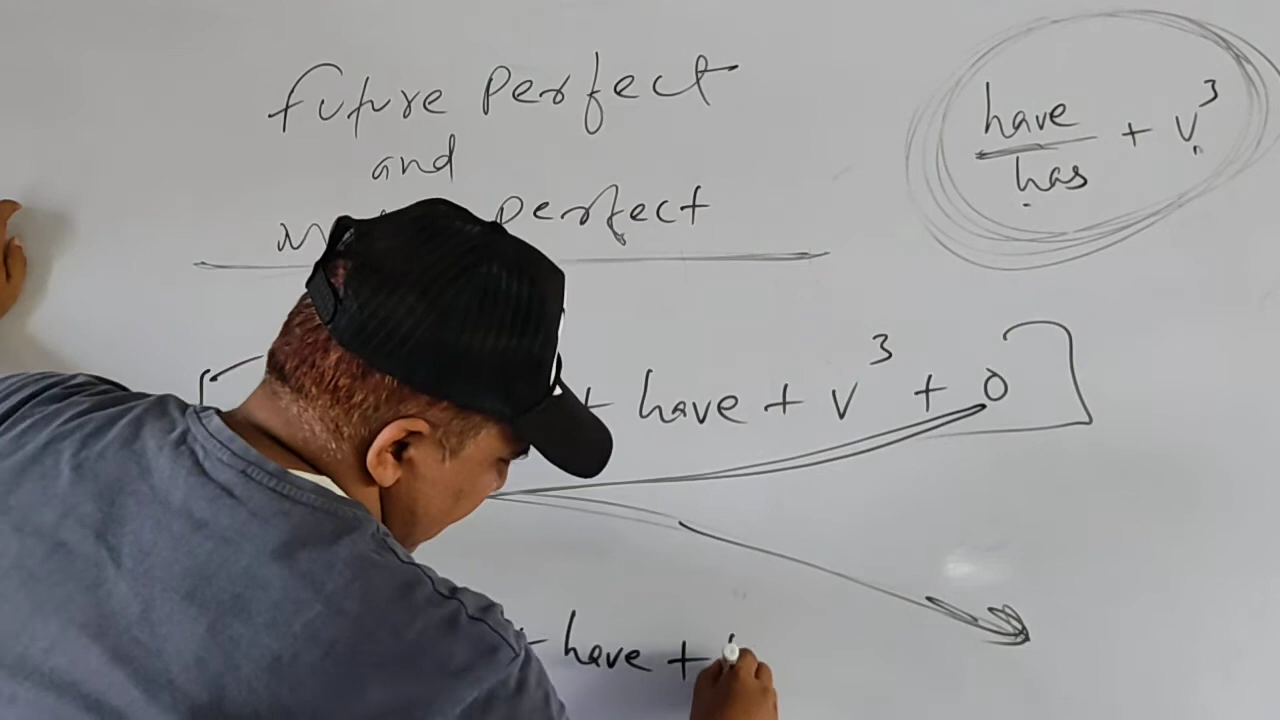 future perfect
and
perfect
have
has + v³
+ have + v³ + o
+ have +